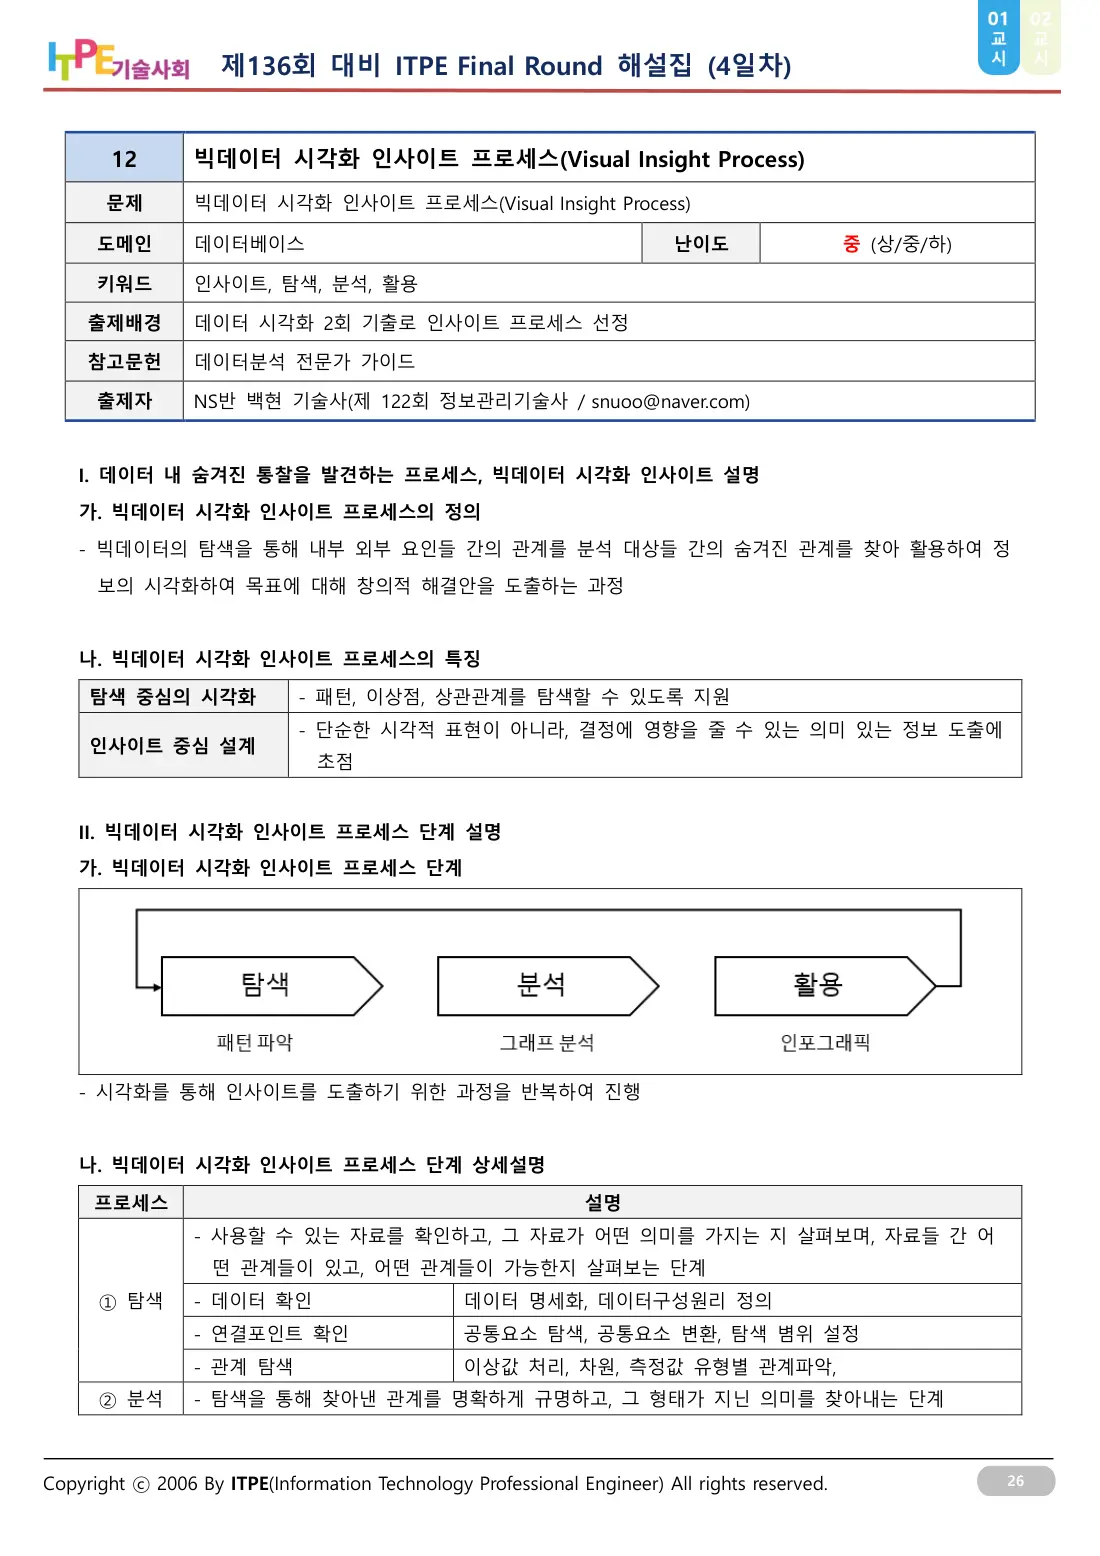 01
교
시
02
교
시
ITPE기술사회 제136회 대비 ITPE Final Round 해설집 (4일차)
12 빅데이터 시각화 인사이트 프로세스(Visual Insight Process)
문제 빅데이터 시각화 인사이트 프로세스(Visual Insight Process)
도메인 데이터베이스 난이도 중 (상/중/하)
키워드 인사이트, 탐색, 분석, 활용
출제배경 데이터 시각화 2회 기출로 인사이트 프로세스 선정
참고문헌 데이터분석 전문가 가이드
출제자 NS반 백현 기술사(제 122회 정보관리기술사 / snuoo@naver.com)
I. 데이터 내 숨겨진 통찰을 발견하는 프로세스, 빅데이터 시각화 인사이트 설명
가. 빅데이터 시각화 인사이트 프로세스의 정의
- 빅데이터의 탐색을 통해 내부 외부 요인들 간의 관계를 분석 대상들 간의 숨겨진 관계를 찾아 활용하여 정
보의 시각화하여 목표에 대해 창의적 해결안을 도출하는 과정
나. 빅데이터 시각화 인사이트 프로세스의 특징
탐색 중심의 시각화 - 패턴, 이상점, 상관관계를 탐색할 수 있도록 지원
인사이트 중심 설계 - 단순한 시각적 표현이 아니라, 결정에 영향을 줄 수 있는 의미 있는 정보 도출에
초점
II. 빅데이터 시각화 인사이트 프로세스 단계 설명
가. 빅데이터 시각화 인사이트 프로세스 단계
탐색 분석 활용
패턴 파악 그래프 분석 인포그래픽
- 시각화를 통해 인사이트를 도출하기 위한 과정을 반복하여 진행
나. 빅데이터 시각화 인사이트 프로세스 단계 상세설명
프로세스 설명
① 탐색 - 사용할 수 있는 자료를 확인하고, 그 자료가 어떤 의미를 가지는 지 살펴보며, 자료들 간 어
떤 관계들이 있고, 어떤 관계들이 가능한지 살펴보는 단계
- 데이터 확인 데이터 명세화, 데이터구성원리 정의
- 연결포인트 확인 공통요소 탐색, 공통요소 변환, 탐색 범위 설정
- 관계 탐색 이상값 처리, 차원, 측정값 유형별 관계파악,
② 분석 - 탐색을 통해 찾아낸 관계를 명확하게 규명하고, 그 형태가 지닌 의미를 찾아내는 단계
Copyright ⓒ 2006 By ITPE(Information Technology Professional Engineer) All rights reserved. 26